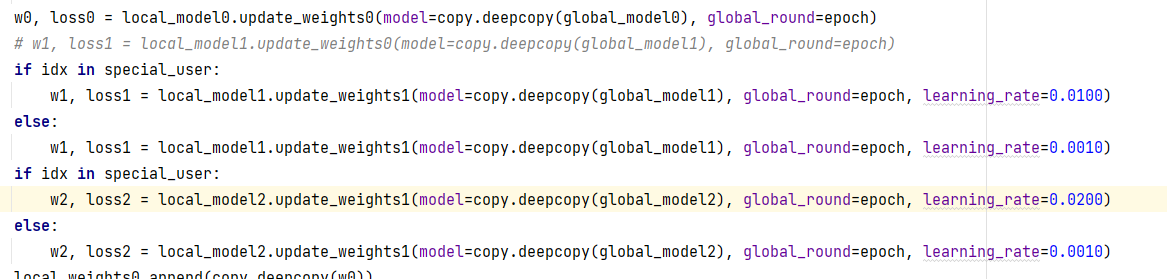 w0, loss0 = local_model0.update_weights0(model=copy.deepcopy(global_model0), global_round=epoch)
# w1, loss1 = local_model1.update_weights0(model=copy.deepcopy(global_model1), global_round=epoch)
if idx in special_user:
    w1, loss1 = local_model1.update_weights1(model=copy.deepcopy(global_model1), global_round=epoch, learning_rate=0.0100)
else:
    w1, loss1 = local_model1.update_weights1(model=copy.deepcopy(global_model1), global_round=epoch, learning_rate=0.0010)
if idx in special_user:
    w2, loss2 = local_model2.update_weights1(model=copy.deepcopy(global_model2), global_round=epoch, learning_rate=0.0200)
else:
    w2, loss2 = local_model2.update_weights1(model=copy.deepcopy(global_model2), global_round=epoch, learning_rate=0.0010)
local_weights0.append(copy.deepcopy(w0))